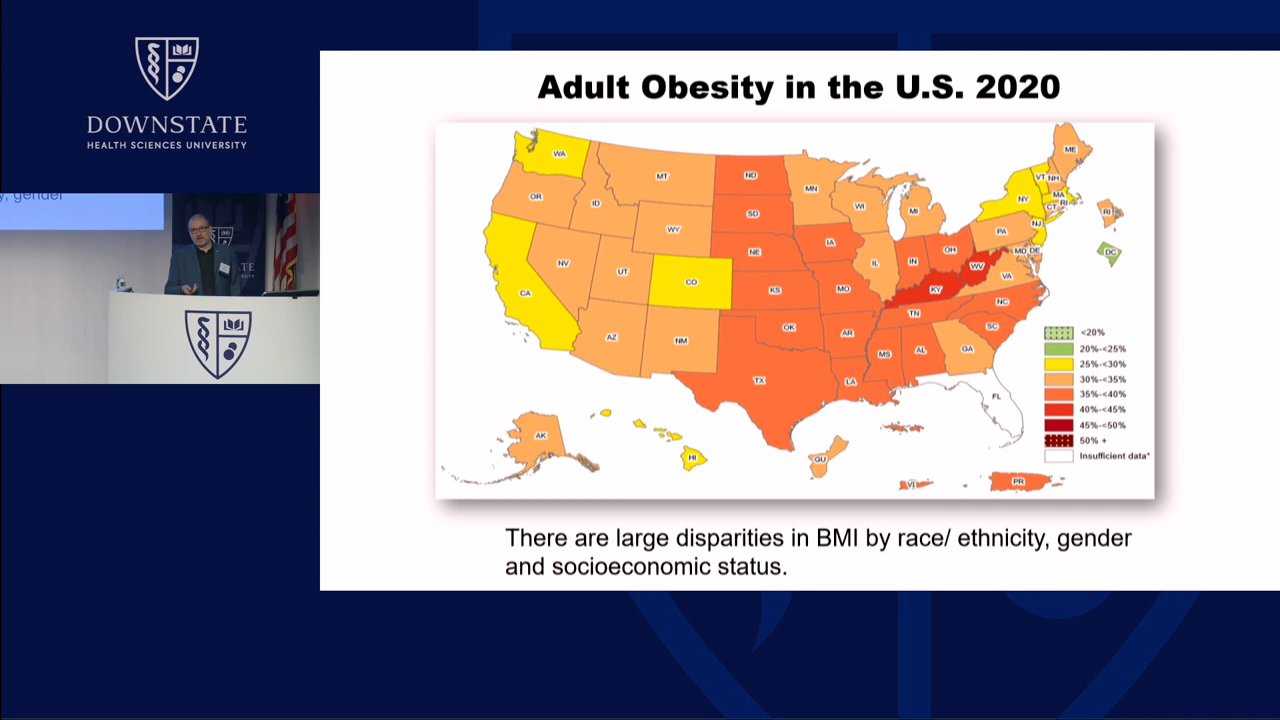 DOWNSTATE
HEALTH SCIENCES UNIVERSITY
y, gender
Adult Obesity in the U.S. 2020
WA
MT
ND
MN
ME
OR
ID
SD
WI
MI
VT
NH
NY
MA
CT
RI
WY
NE
IA
PA
NJ
RI
NV
UT
CO
KS
MO
IL
IN
OH
WV
MD
DE
DC
CA
KY
VA
AZ
NM
OK
AR
TN
NC
SC
TX
LA
MS
AL
GA
FL
AK
HI
GU
VI
PR
<20%
20%-<25%
25%-<30%
30%-<35%
35%-<40%
40%-<45%
45%-<50%
50% +
Insufficient data*
There are large disparities in BMI by race/ ethnicity, gender
and socioeconomic status.